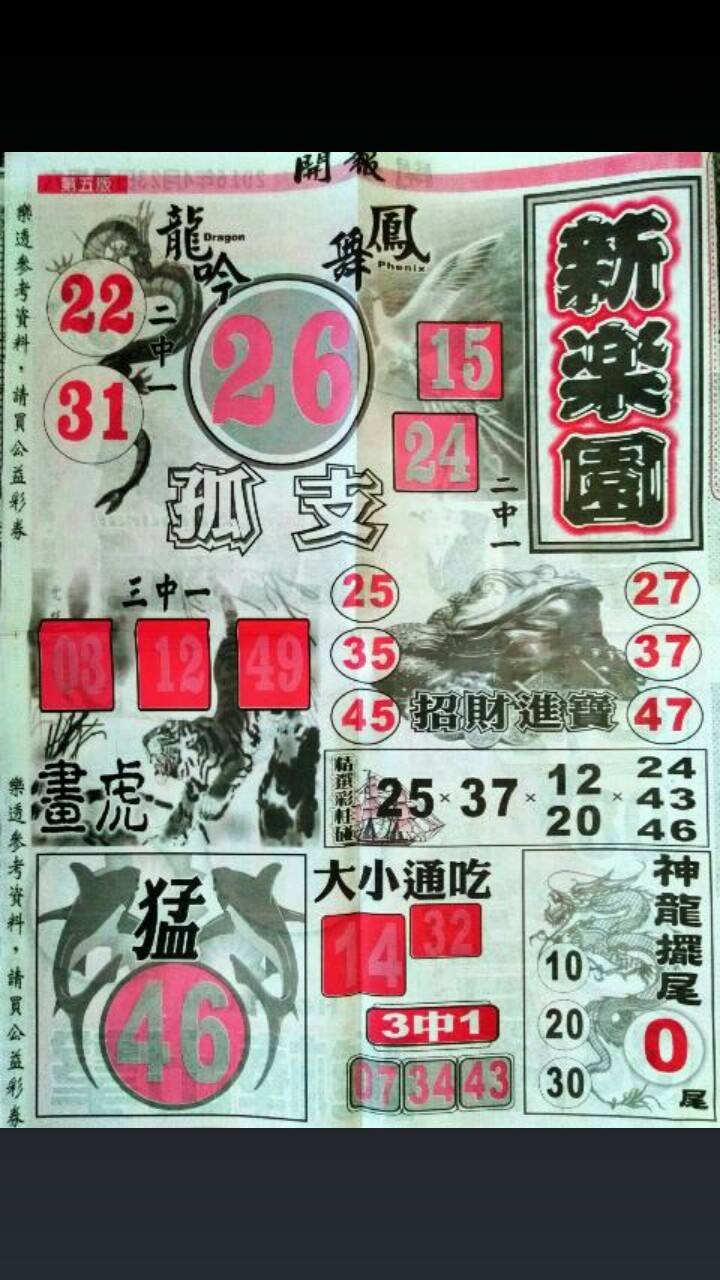 開報
第五版
樂透參考資料，請買公益彩券
龍吟
Dragon
鳳舞
Phenix
新楽園
22
31
二中一
26
15
24
二中一
孤支
三中一
03 12 49
畫虎
25
35
45
27
37
47
招財進寶
精選彩柱碰
25×37×12 20×24 43 46
樂透參考資料，請買公益彩券
猛
46
大小通吃
14 32
3中1
07 34 43
神龍擺尾
10
20
30
0
尾